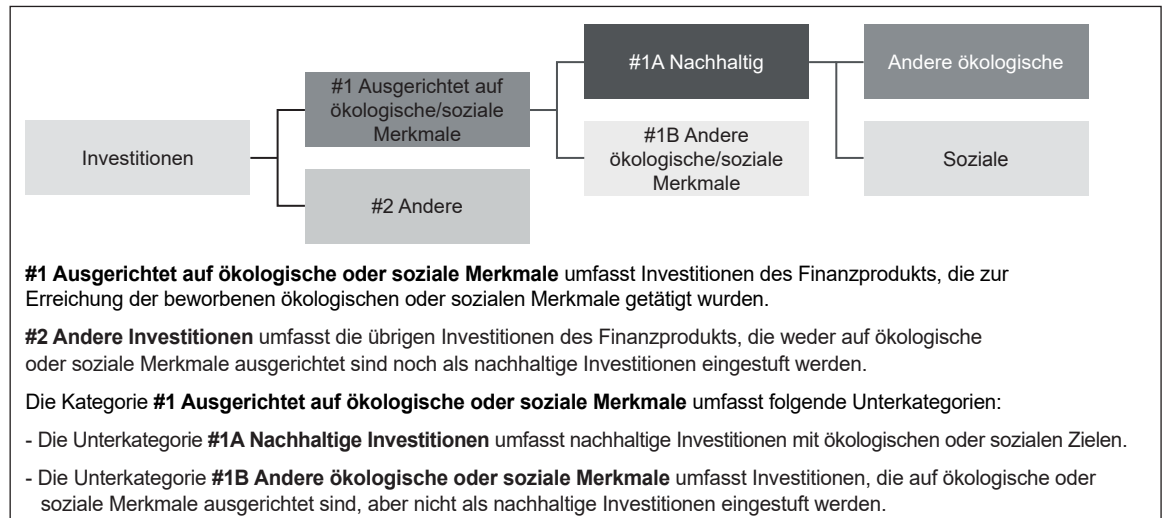 #1A Nachhaltig
Andere ökologische
#1 Ausgerichtet auf
ökologische/soziale
Merkmale
Investitionen
#1B Andere
ökologische/soziale
Merkmale
Soziale
#2 Andere
#1 Ausgerichtet auf ökologische oder soziale Merkmale umfasst Investitionen des Finanzprodukts, die zur
Erreichung der beworbenen ökologischen oder sozialen Merkmale getätigt wurden.
#2 Andere Investitionen umfasst die übrigen Investitionen des Finanzprodukts, die weder auf ökologische
oder soziale Merkmale ausgerichtet sind noch als nachhaltige Investitionen eingestuft werden.
Die Kategorie #1 Ausgerichtet auf ökologische oder soziale Merkmale umfasst folgende Unterkategorien:
- Die Unterkategorie #1A Nachhaltige Investitionen umfasst nachhaltige Investitionen mit ökologischen oder sozialen Zielen.
- Die Unterkategorie #1B Andere ökologische oder soziale Merkmale umfasst Investitionen, die auf ökologische oder
soziale Merkmale ausgerichtet sind, aber nicht als nachhaltige Investitionen eingestuft werden.